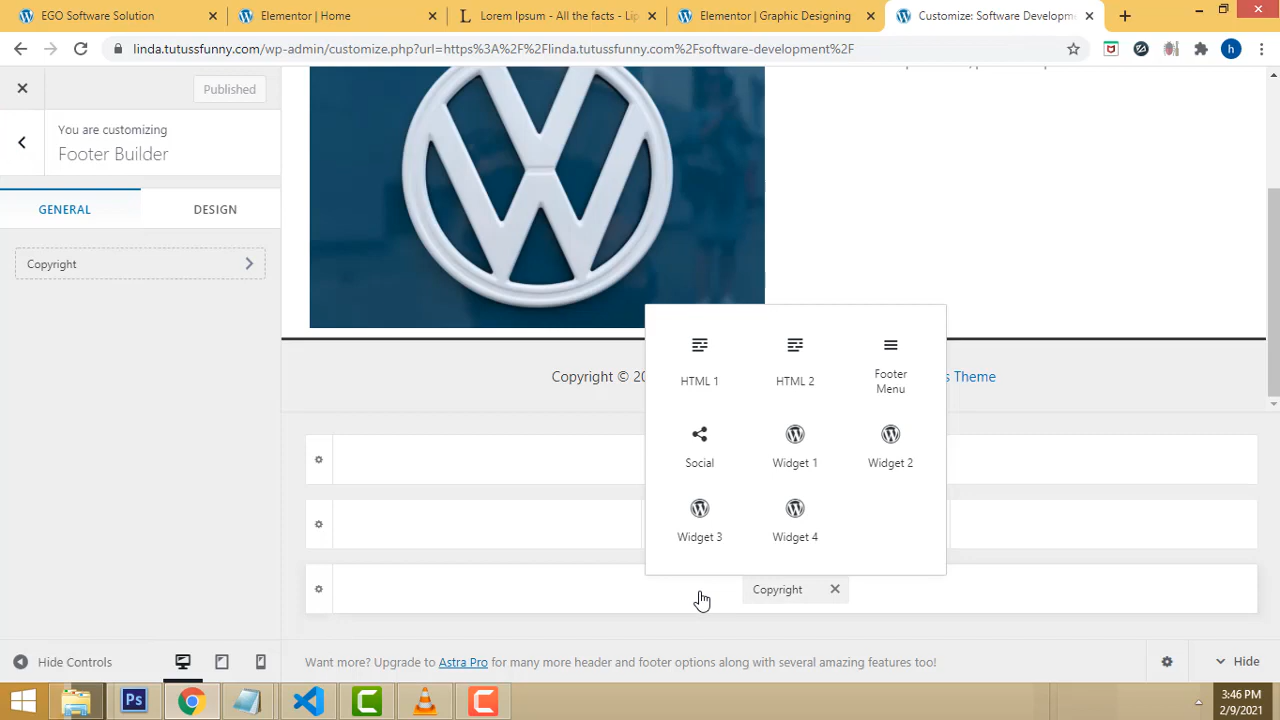 EGO Software Solution
Elementor | Home
Lorem Ipsum - All the facts - Lip
Elementor | Graphic Designing
Customize: Software Developm
linda.tutussfunny.com/wp-admin/customize.php?url=https%3A%2F%2Flinda.tutussfunny.com%2Fsoftware-development%2F
h
Published
You are customizing
Footer Builder
GENERAL
DESIGN
Copyright
HTML 1
HTML 2
Footer
Menu
Copyright © 20
s Theme
Social
Widget 1
Widget 2
Widget 3
Widget 4
Copyright
Hide Controls
Want more? Upgrade to Astra Pro for many more header and footer options along with several amazing features too!
Hide
Ps
3:46 PM
2/9/2021